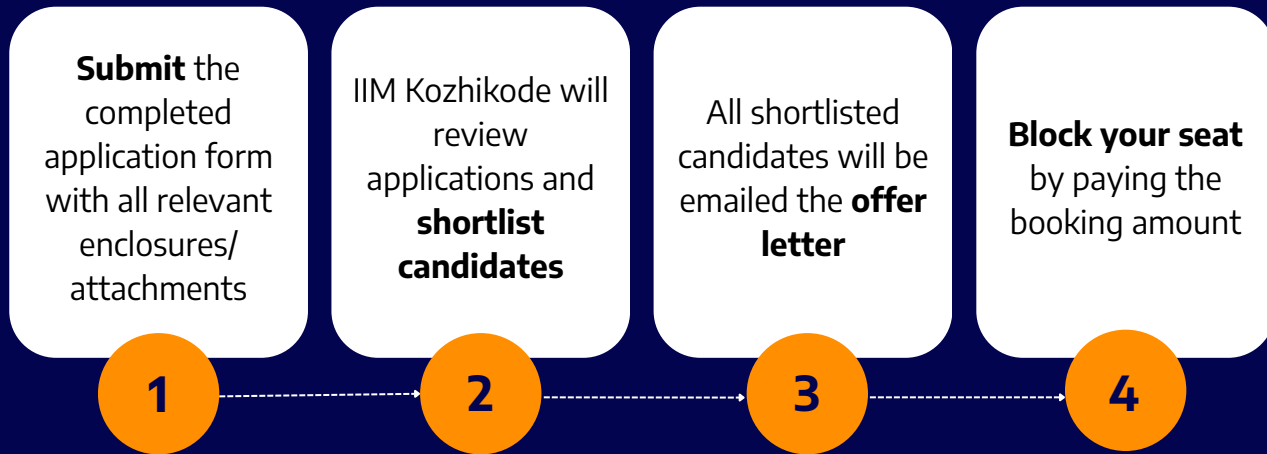 Submit the
completed
application form
with all relevant
enclosures/
attachments
1
IIM Kozhikode will
review
applications and
shortlist
candidates
2
All shortlisted
candidates will be
emailed the offer
letter
3
Block your seat
by paying the
booking amount
4